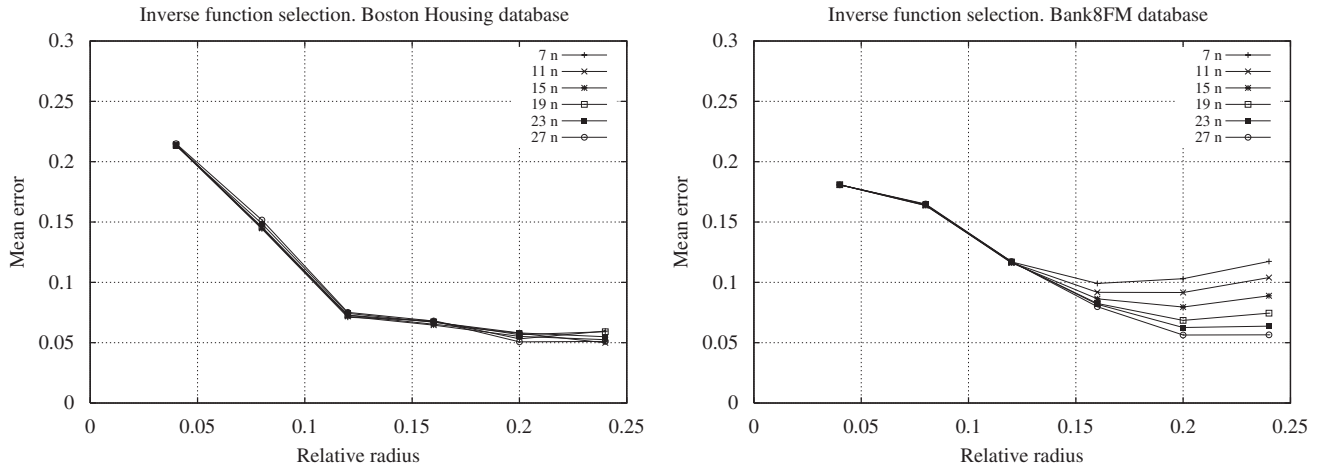 Inverse function selection. Boston Housing database
0.3
0.25
0.2
0.15
0.1
0.05
0
Mean error
7 n
11 n
15 n
19 n
23 n
27 n
0
0.05
0.1
0.15
0.2
0.25
Relative radius
Inverse function selection. Bank8FM database
0.3
0.25
0.2
0.15
0.1
0.05
0
Mean error
7 n
11 n
15 n
19 n
23 n
27 n
0
0.05
0.1
0.15
0.2
0.25
Relative radius